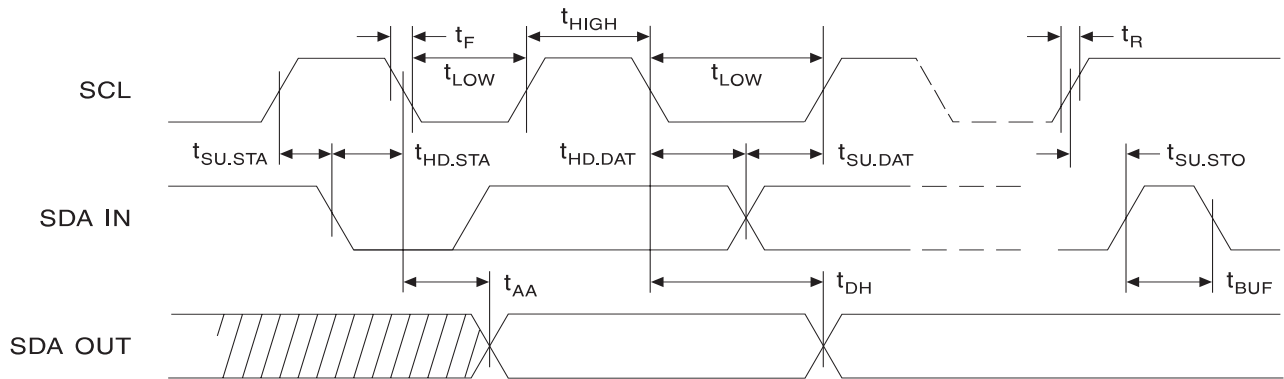 tHIGH
tF
tR
tLOW
tLOW
SCL
tSU.STA
tHD.STA
tHD.DAT
tSU.DAT
tSU.STO
SDA IN
tAA
tDH
tBUF
SDA OUT